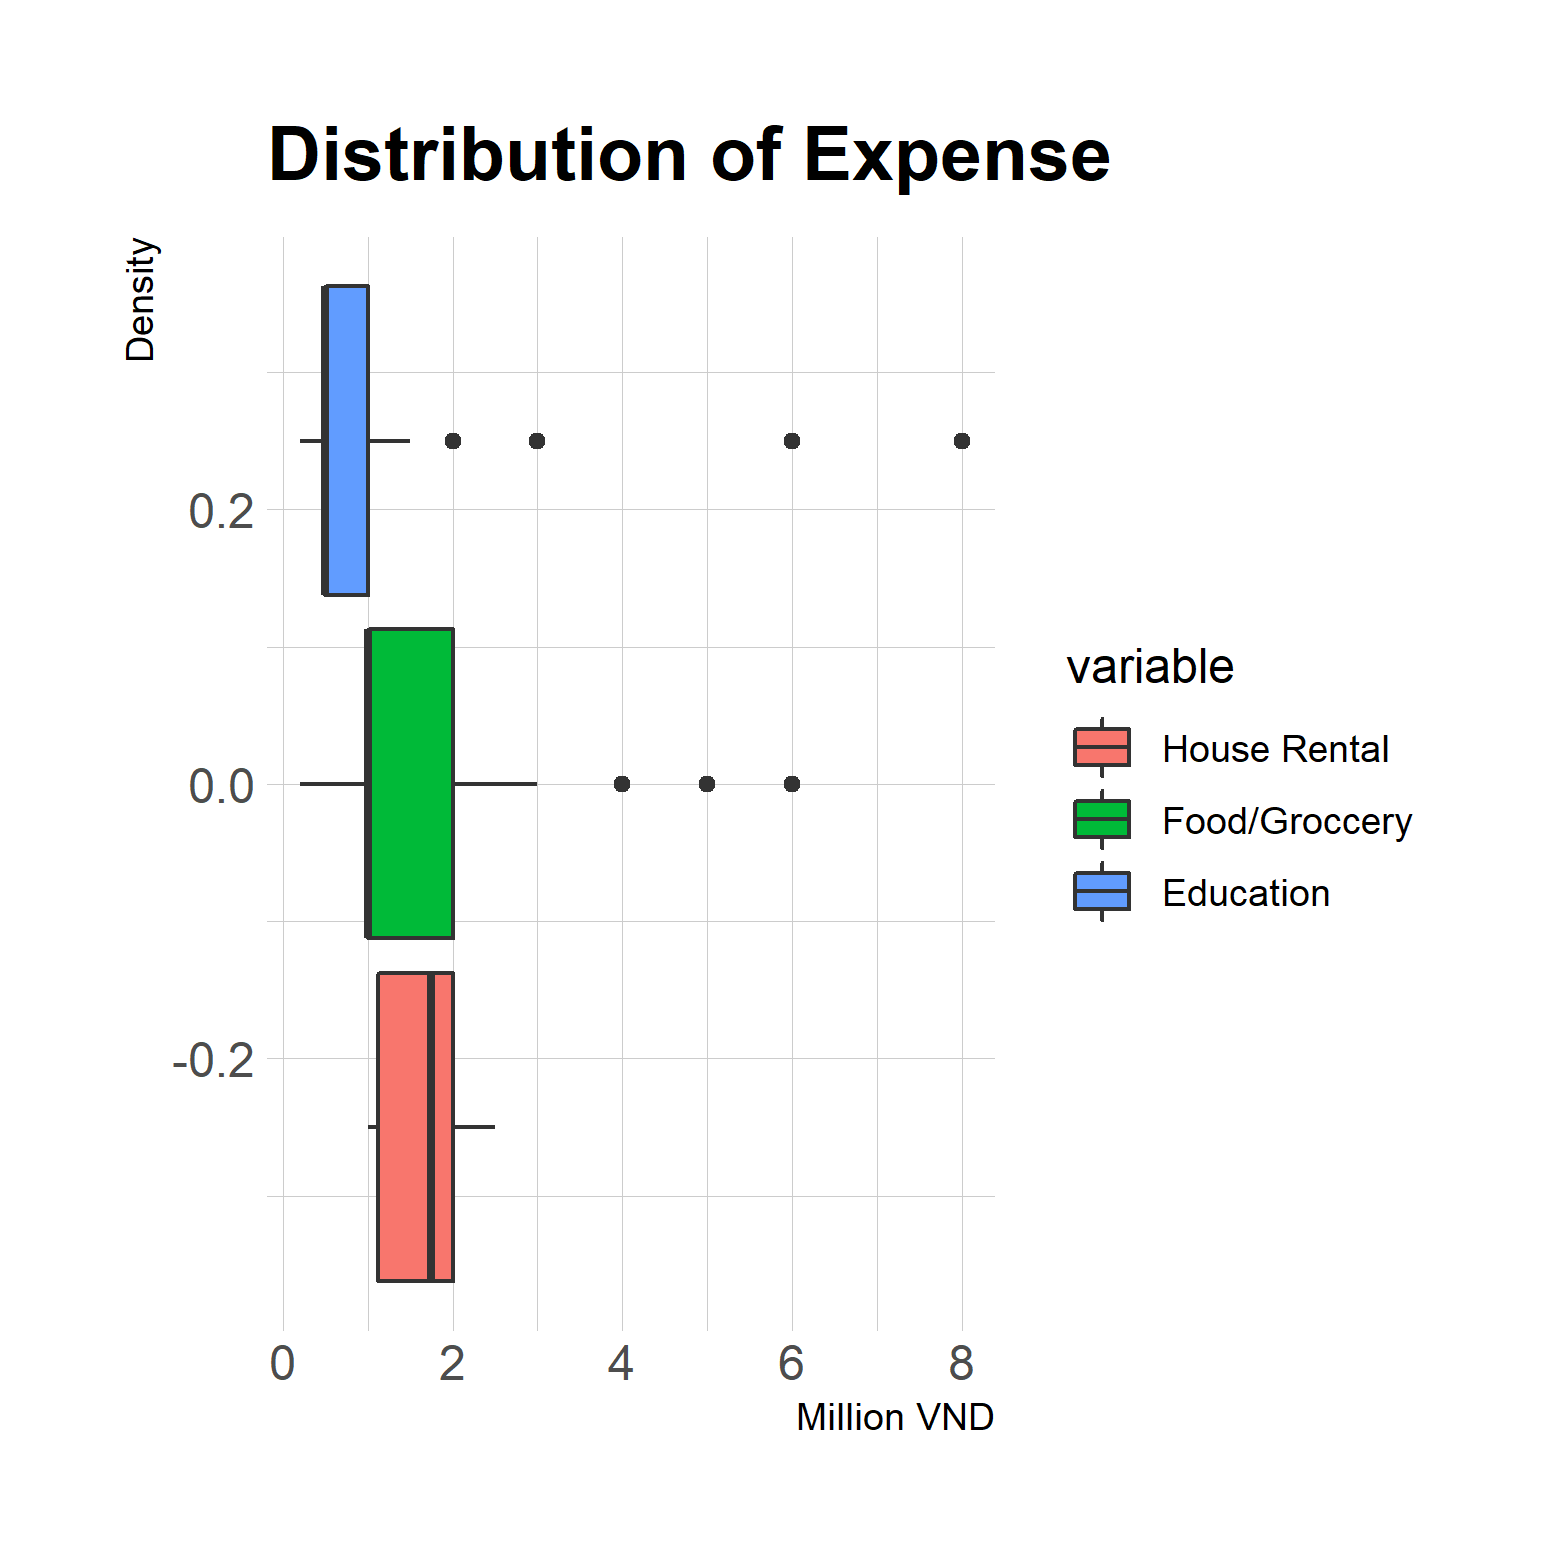 Distribution of Expense
Density
0.2
0.0
-0.2
0 2 4 6 8
Million VND
variable
House Rental
Food/Groccery
Education